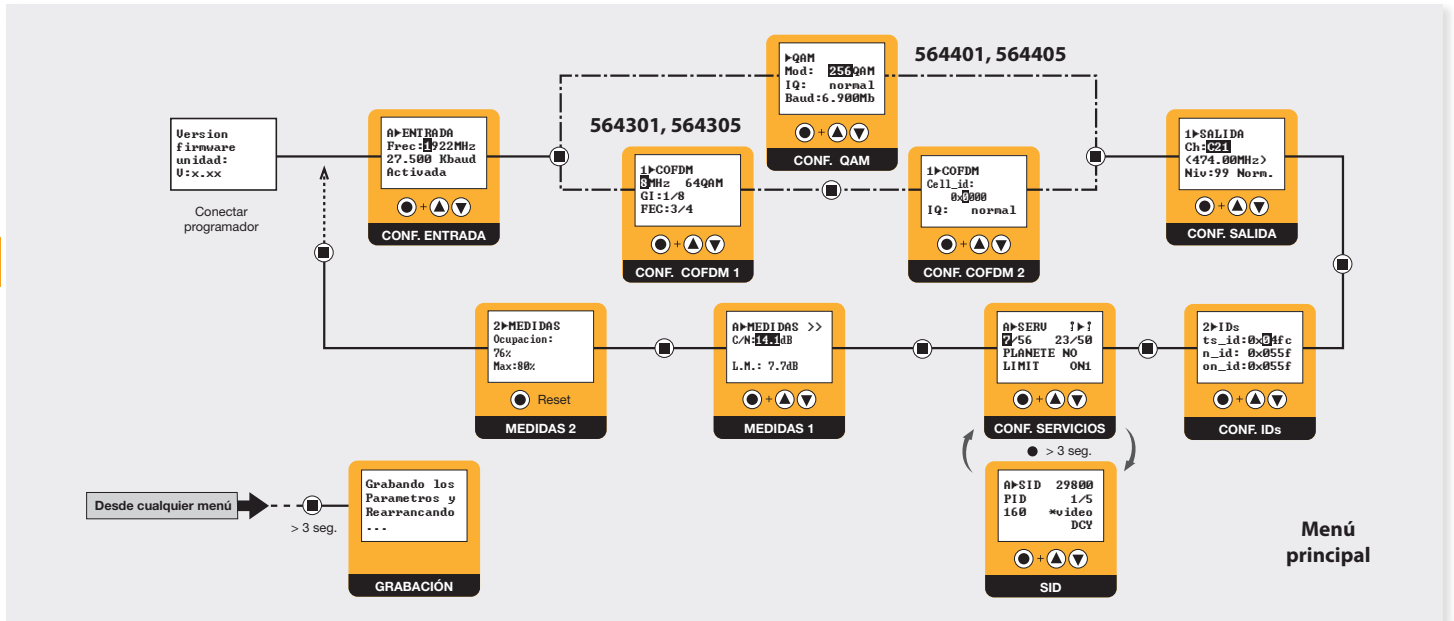 Version
firmware
unidad:
V:x.xx
Conectar
programador
A▶ENTRADA
Frec:1922MHz
27.500 Kbaud
Activada
+
CONF. ENTRADA
564301, 564305
1▶COFDM
8MHz 64QAM
GI:1/8
FEC:3/4
+
CONF. COFDM 1
▶QAM
Mod: 256QAM
IQ: normal
Baud:6.900Mb
+
CONF. QAM
564401, 564405
1▶COFDM
Cell_id:
0x0000
IQ: normal
+
CONF. COFDM 2
1▶SALIDA
Ch:C21
(474.00MHz)
Niv:99 Norm.
+
CONF. SALIDA
2▶MEDIDAS
Ocupacion:
76%
Max:80%
Reset
MEDIDAS 2
A▶MEDIDAS >>
C/N:14.1dB
L.M.: 7.7dB
+
MEDIDAS 1
A▶SERV ?▶?
7/56 23/50
PLANETE NO
LIMIT ON1
+
CONF. SERVICIOS
> 3 seg.
2▶IDs
ts_id:0x04fc
n_id: 0x055f
on_id:0x055f
+
CONF. IDs
A▶SID 29800
PID 1/5
160 *video
DCY
+
SID
Desde cualquier menú
> 3 seg.
Grabando los
Parametros y
Rearrancando
...
GRABACIÓN
Menú
principal